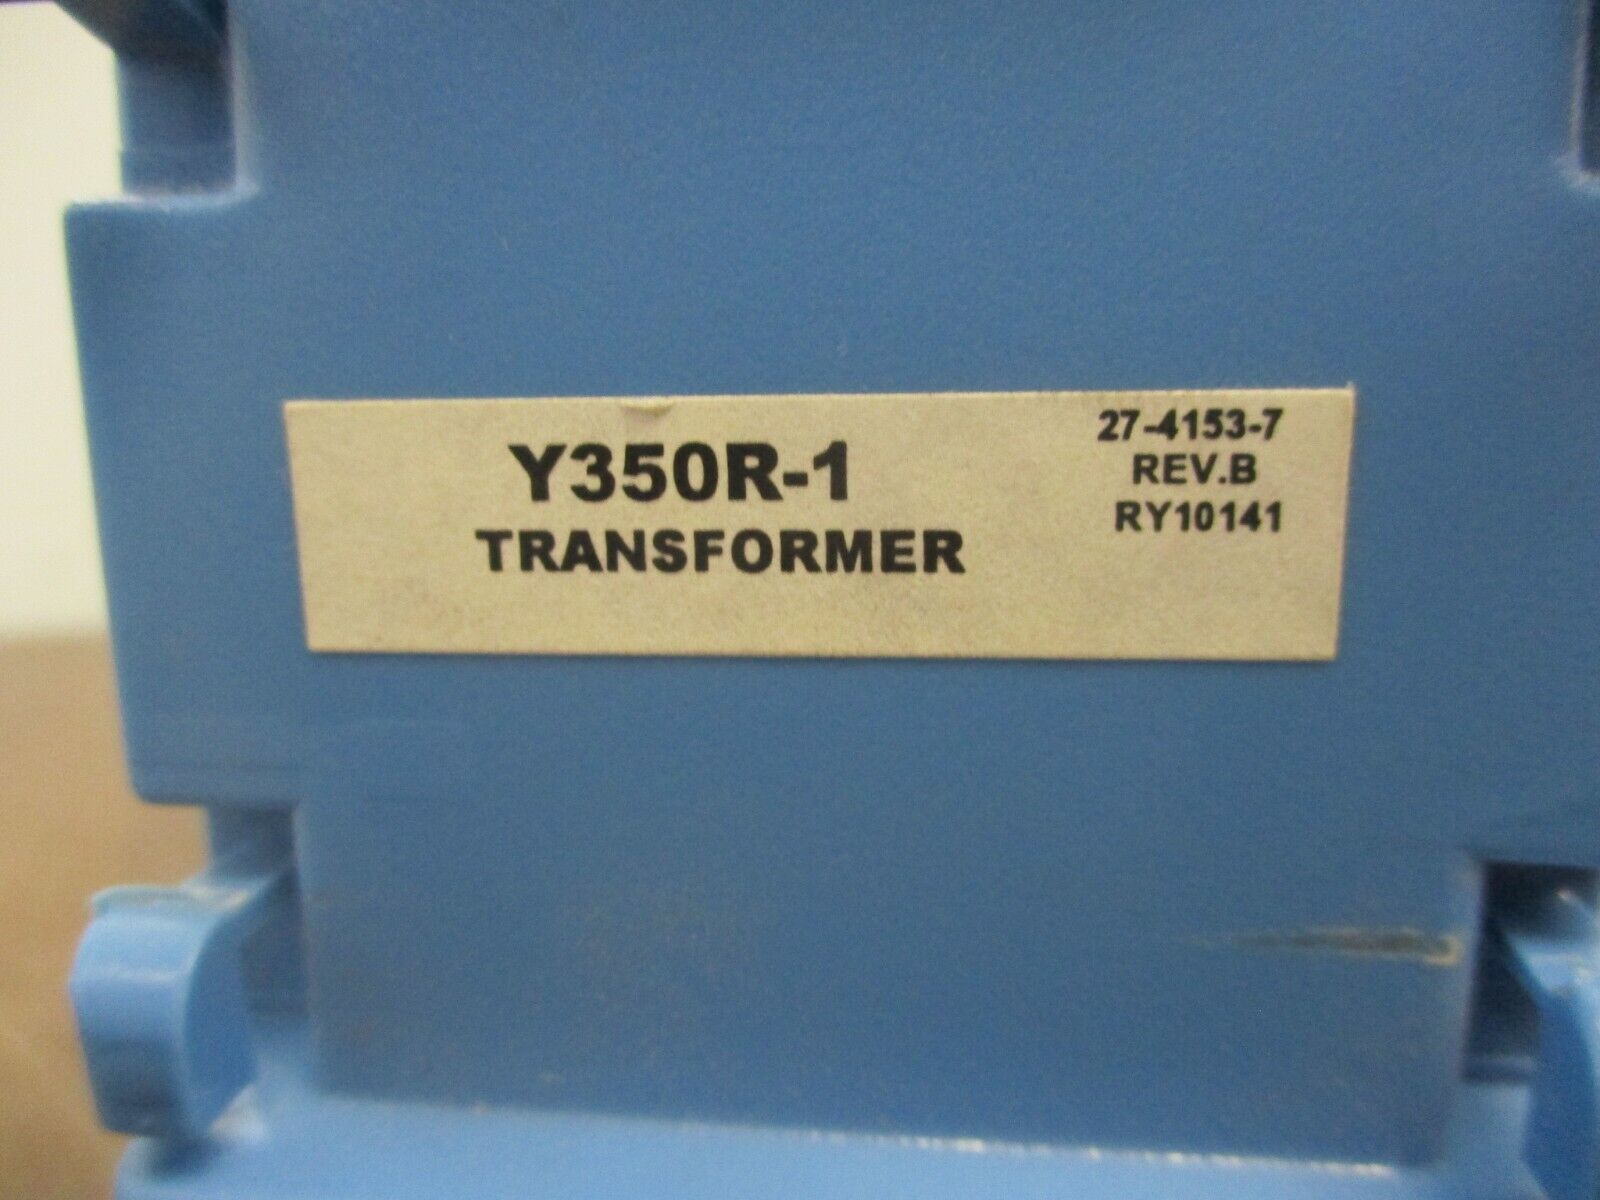 Y350R-1
TRANSFORMER
27-4153-7
REV.B
RY10141